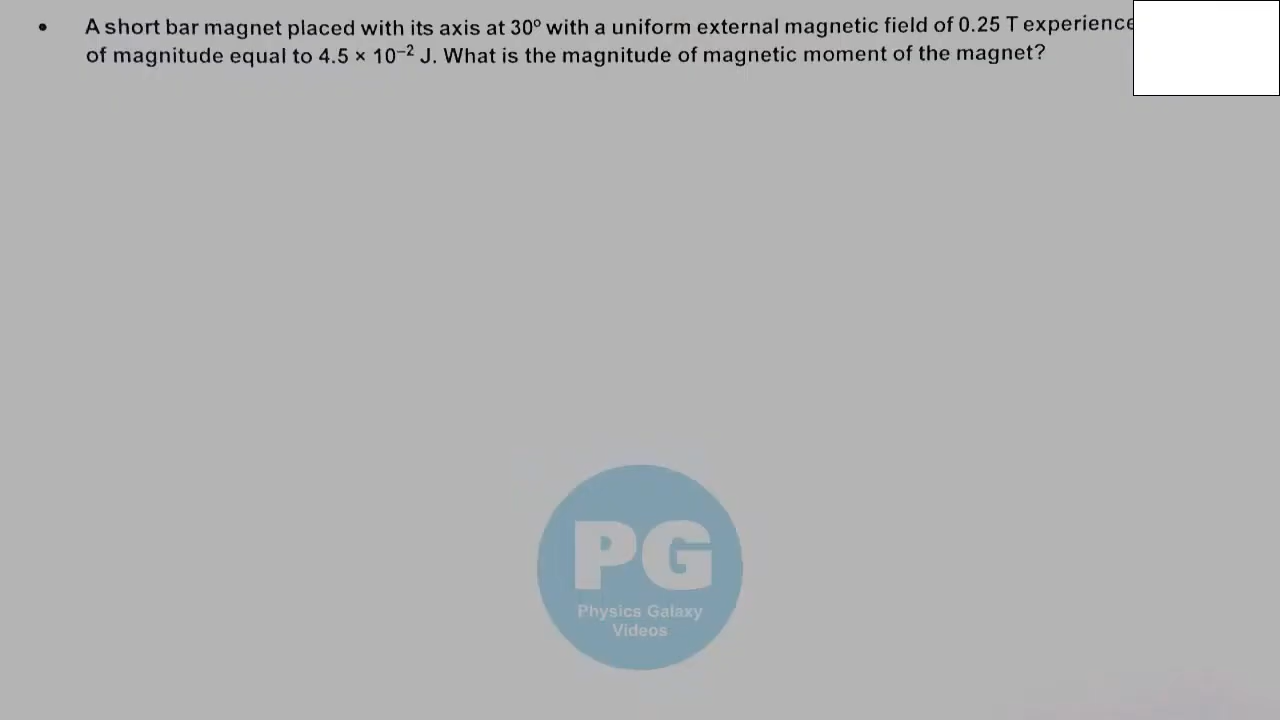 • A short bar magnet placed with its axis at 30º with a uniform external magnetic field of 0.25 T experience
of magnitude equal to 4.5 × 10⁻² J. What is the magnitude of magnetic moment of the magnet?
PG
Physics Galaxy
Videos